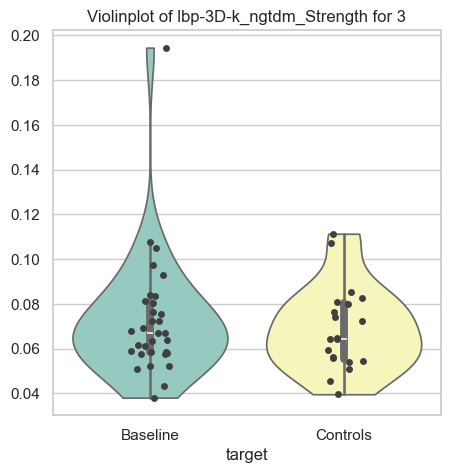 Violinplot of lbp-3D-k_ngtdm_Strength for 3
0.20
0.18
0.16
0.14
0.12
0.10
0.08
0.06
0.04
Baseline
Controls
target